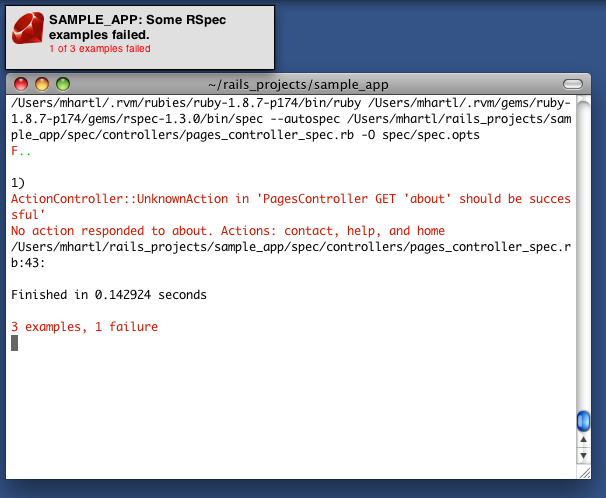 SAMPLE_APP: Some RSpec
examples failed.
1 of 3 examples failed
~/rails_projects/sample_app
/Users/mhartl/.rvm/rubies/ruby-1.8.7-p174/bin/ruby /Users/mhartl/.rvm/gems/ruby-
1.8.7-p174/gems/rspec-1.3.0/bin/spec --autospec /Users/mhartl/rails_projects/sam
ple_app/spec/controllers/pages_controller_spec.rb -O spec/spec.opts
F..
1)
ActionController::UnknownAction in 'PagesController GET 'about' should be succes
sful'
No action responded to about. Actions: contact, help, and home
/Users/mhartl/rails_projects/sample_app/spec/controllers/pages_controller_spec.r
b:43:
Finished in 0.142924 seconds
3 examples, 1 failure